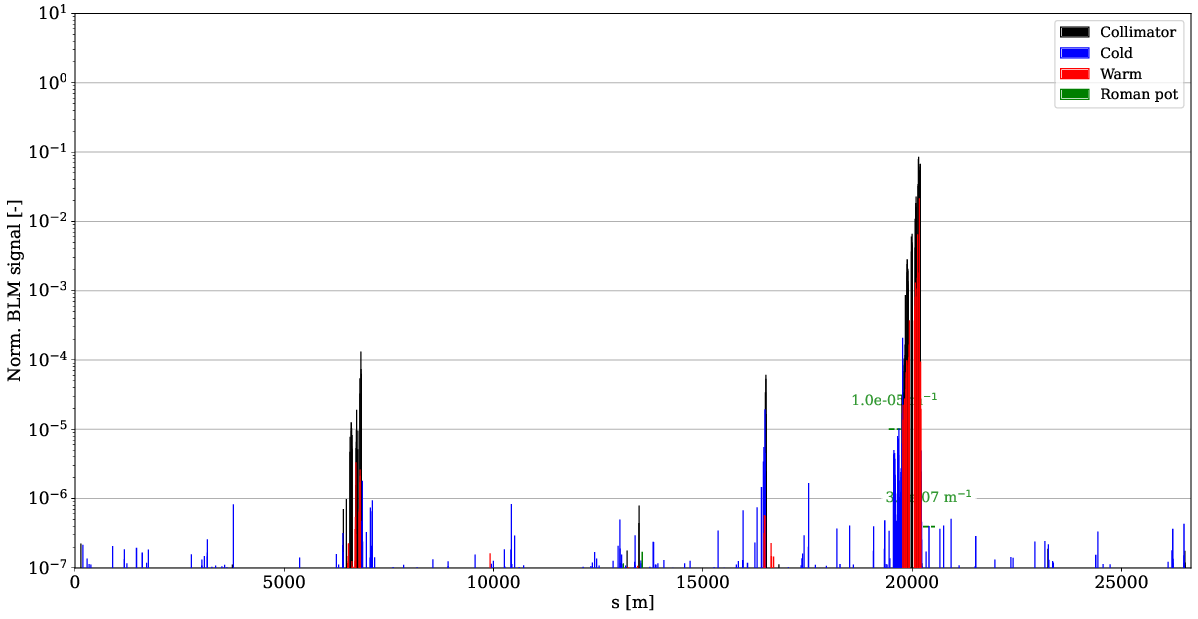 10¹
10⁰
10⁻¹
10⁻²
10⁻³
10⁻⁴
10⁻⁵
10⁻⁶
10⁻⁷
Norm. BLM signal [-]
Collimator
Cold
Warm
Roman pot
1.0e-05 ⁻¹
07 m⁻¹
0 5000 10000 15000 20000 25000
s [m]